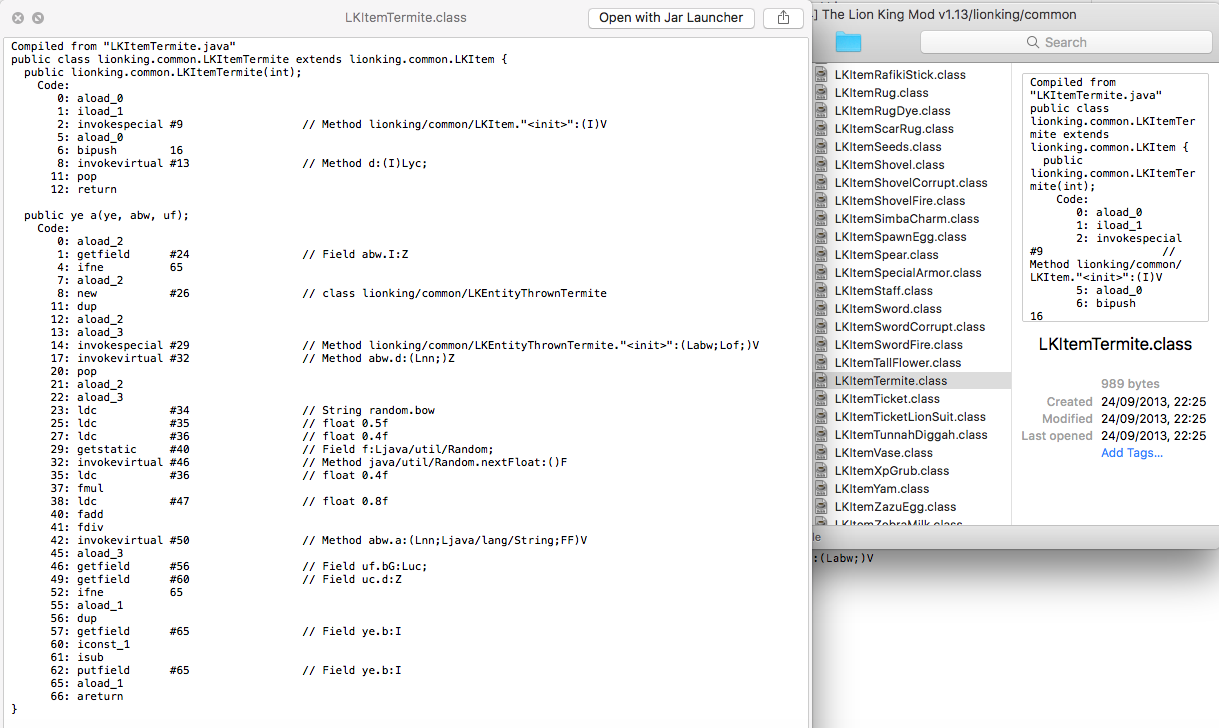 LKItemTermite.class
Open with Jar Launcher
Compiled from "LKItemTermite.java"
public class lionking.common.LKItemTermite extends lionking.common.LKItem {
  public lionking.common.LKItemTermite(int);
    Code:
       0: aload_0
       1: iload_1
       2: invokespecial #9                  // Method lionking/common/LKItem."<init>":(I)V
       5: aload_0
       6: bipush        16
       8: invokevirtual #13                 // Method d:(I)Lyc;
      11: pop
      12: return
  public ye a(ye, abw, uf);
    Code:
       0: aload_2
       1: getfield      #24                 // Field abw.I:Z
       4: ifne          65
       7: aload_2
       8: new           #26                 // class lionking/common/LKEntityThrownTermite
      11: dup
      12: aload_2
      13: aload_3
      14: invokespecial #29                 // Method lionking/common/LKEntityThrownTermite."<init>":(Labw;Lof;)V
      17: invokevirtual #32                 // Method abw.d:(Lnn;)Z
      20: pop
      21: aload_2
      22: aload_3
      23: ldc           #34                 // String random.bow
      25: ldc           #35                 // float 0.5f
      27: ldc           #36                 // float 0.4f
      29: getstatic     #40                 // Field f:Ljava/util/Random;
      32: invokevirtual #46                 // Method java/util/Random.nextFloat:()F
      35: ldc           #36                 // float 0.4f
      37: fmul
      38: ldc           #47                 // float 0.8f
      40: fadd
      41: fdiv
      42: invokevirtual #50                 // Method abw.a:(Lnn;Ljava/lang/String;FF)V
      45: aload_3
      46: getfield      #56                 // Field uf.bG:Luc;
      49: getfield      #60                 // Field uc.d:Z
      52: ifne          65
      55: aload_1
      56: dup
      57: getfield      #65                 // Field ye.b:I
      60: iconst_1
      61: isub
      62: putfield      #65                 // Field ye.b:I
      65: aload_1
      66: areturn
}
] The Lion King Mod v1.13/lionking/common
Search
LKItemRafikiStick.class
LKItemRug.class
LKItemRugDye.class
LKItemScarRug.class
LKItemSeeds.class
LKItemShovel.class
LKItemShovelCorrupt.class
LKItemShovelFire.class
LKItemSimbaCharm.class
LKItemSpawnEgg.class
LKItemSpear.class
LKItemSpecialArmor.class
LKItemStaff.class
LKItemSword.class
LKItemSwordCorrupt.class
LKItemSwordFire.class
LKItemTallFlower.class
LKItemTermite.class
LKItemTicket.class
LKItemTicketLionSuit.class
LKItemTunnahDiggah.class
LKItemVase.class
LKItemXpGrub.class
LKItemYam.class
LKItemZazuEgg.class
LKItemZebraMilk.class
Compiled from
"LKItemTermite.java"
public class
lionking.common.LKItemTer
mite extends
lionking.common.LKItem {
  public
lionking.common.LKItemTer
mite(int);
    Code:
       0: aload_0
       1: iload_1
       2: invokespecial
#9                  //
Method lionking/common/
LKItem."<init>":(I)V
       5: aload_0
       6: bipush
16
LKItemTermite.class
989 bytes
Created 24/09/2013, 22:25
Modified 24/09/2013, 22:25
Last opened 24/09/2013, 22:25
Add Tags...
le
:(Labw;)V